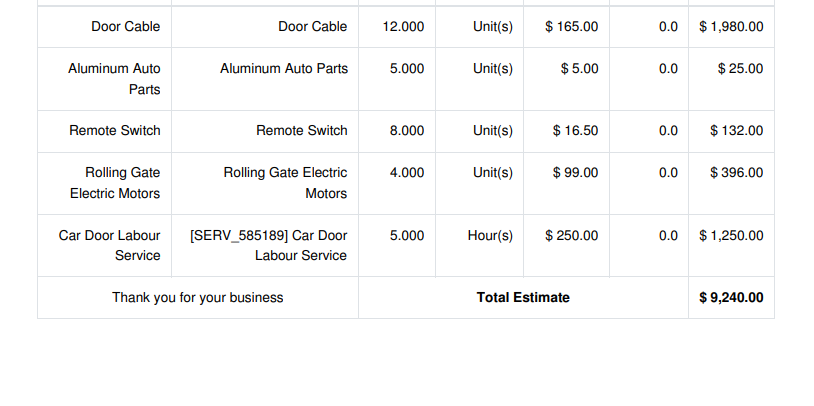 Door Cable Door Cable 12.000 Unit(s) $ 165.00 0.0 $ 1,980.00
Aluminum Auto Aluminum Auto Parts 5.000 Unit(s) $ 5.00 0.0 $ 25.00
Parts
Remote Switch Remote Switch 8.000 Unit(s) $ 16.50 0.0 $ 132.00
Rolling Gate Rolling Gate Electric 4.000 Unit(s) $ 99.00 0.0 $ 396.00
Electric Motors Motors
Car Door Labour [SERV_585189] Car Door 5.000 Hour(s) $ 250.00 0.0 $ 1,250.00
Service Labour Service
Thank you for your business Total Estimate $ 9,240.00